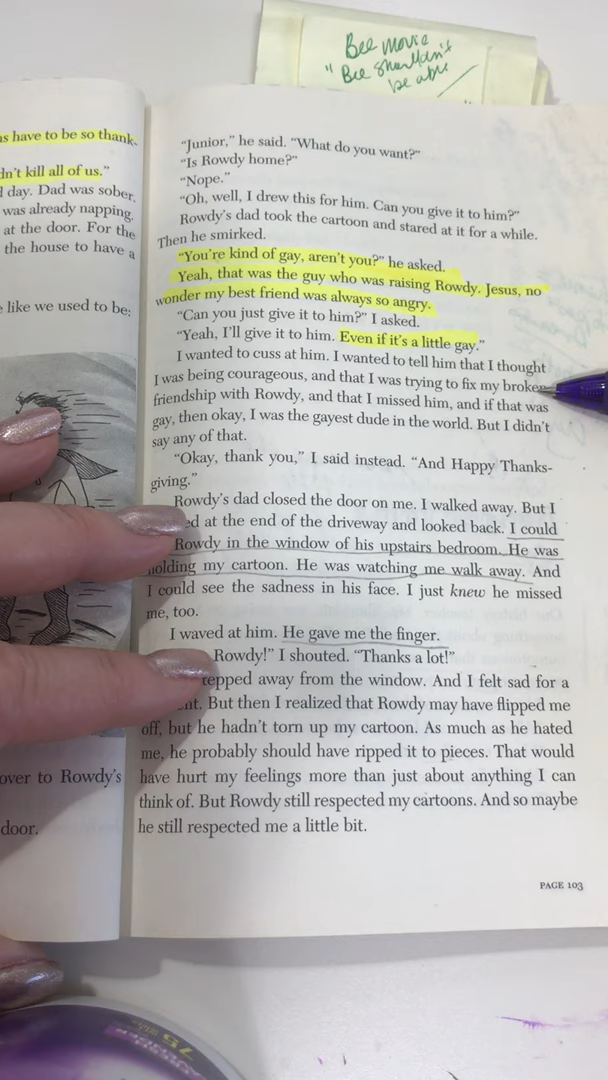 Bee movie
"Bee Shouldn't
be able
s have to be so thank-
dn't kill all of us."
day. Dad was sober,
was already napping.
at the door. For the
the house to have a
like we used to be:
over to Rowdy's
door.
"Junior," he said. "What do you want?"
"Is Rowdy home?"
"Nope."
"Oh, well, I drew this for him. Can you give it to him?"
Rowdy's dad took the cartoon and stared at it for a while.
Then he smirked.
"You're kind of gay, aren't you?" he asked.
Yeah, that was the guy who was raising Rowdy. Jesus, no
wonder my best friend was always so angry.
"Can you just give it to him?" I asked.
"Yeah, I'll give it to him. Even if it's a little gay."
I wanted to cuss at him. I wanted to tell him that I thought
I was being courageous, and that I was trying to fix my broken
friendship with Rowdy, and that I missed him, and if that was
gay, then okay, I was the gayest dude in the world. But I didn't
say any of that.
"Okay, thank you," I said instead. "And Happy Thanks-
giving."
Rowdy's dad closed the door on me. I walked away. But I
ed at the end of the driveway and looked back. I could
Rowdy in the window of his upstairs bedroom. He was
holding my cartoon. He was watching me walk away. And
I could see the sadness in his face. I just knew he missed
me, too.
I waved at him. He gave me the finger.
Rowdy!" I shouted. "Thanks a lot!"
tepped away from the window. And I felt sad for a
nt. But then I realized that Rowdy may have flipped me
off, but he hadn't torn up my cartoon. As much as he hated
me, he probably should have ripped it to pieces. That would
have hurt my feelings more than just about anything I can
think of. But Rowdy still respected my cartoons. And so maybe
he still respected me a little bit.
PAGE 103
75